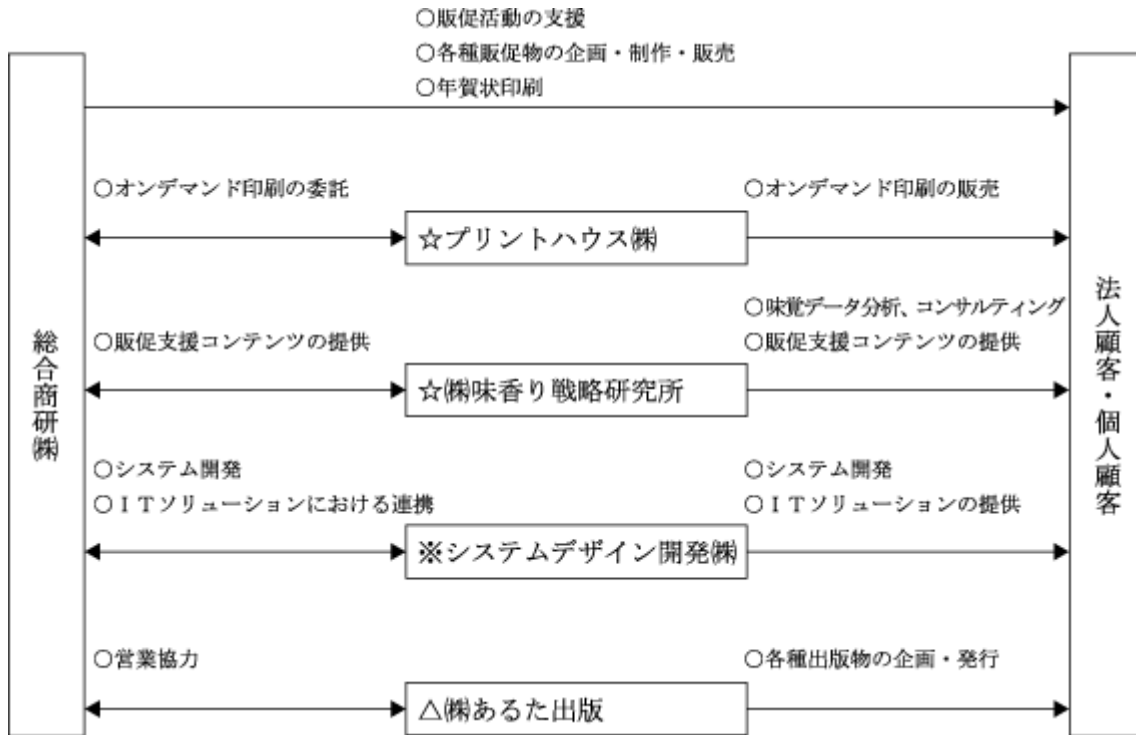 ○販促活動の支援
○各種販促物の企画・制作・販売
○年賀状印刷
○オンデマンド印刷の委託
○オンデマンド印刷の販売
☆プリントハウス㈱
○味覚データ分析、コンサルティング
○販促支援コンテンツの提供
○販促支援コンテンツの提供
☆㈱味香り戦略研究所
総合商研㈱
法人顧客・個人顧客
○システム開発
○システム開発
○ITソリューションにおける連携
○ITソリューションの提供
※システムデザイン開発㈱
○営業協力
○各種出版物の企画・発行
△㈱あるた出版